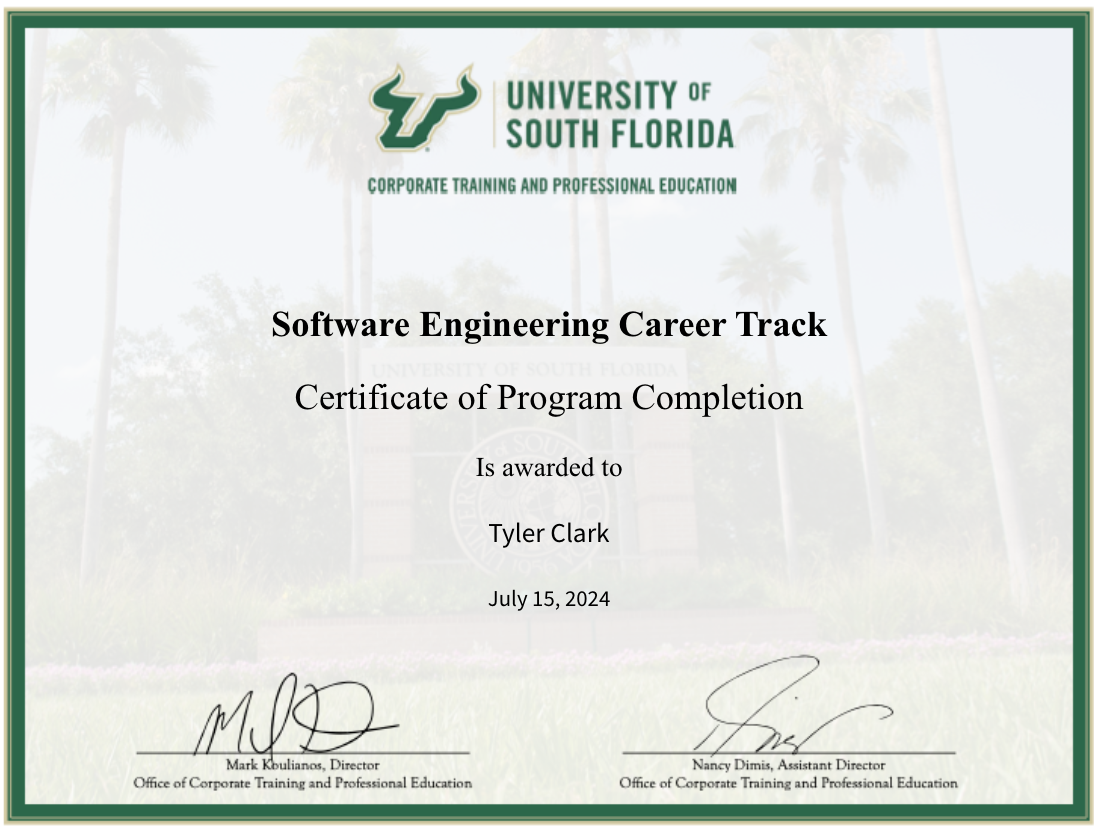 UNIVERSITY OF
SOUTH FLORIDA
CORPORATE TRAINING AND PROFESSIONAL EDUCATION
Software Engineering Career Track
UNIVERSITY OF SOUTH FLORIDA
Certificate of Program Completion
Is awarded to
Tyler Clark
July 15, 2024
Mark Koulianos, Director
Office of Corporate Training and Professional Education
Nancy Dimis, Assistant Director
Office of Corporate Training and Professional Education